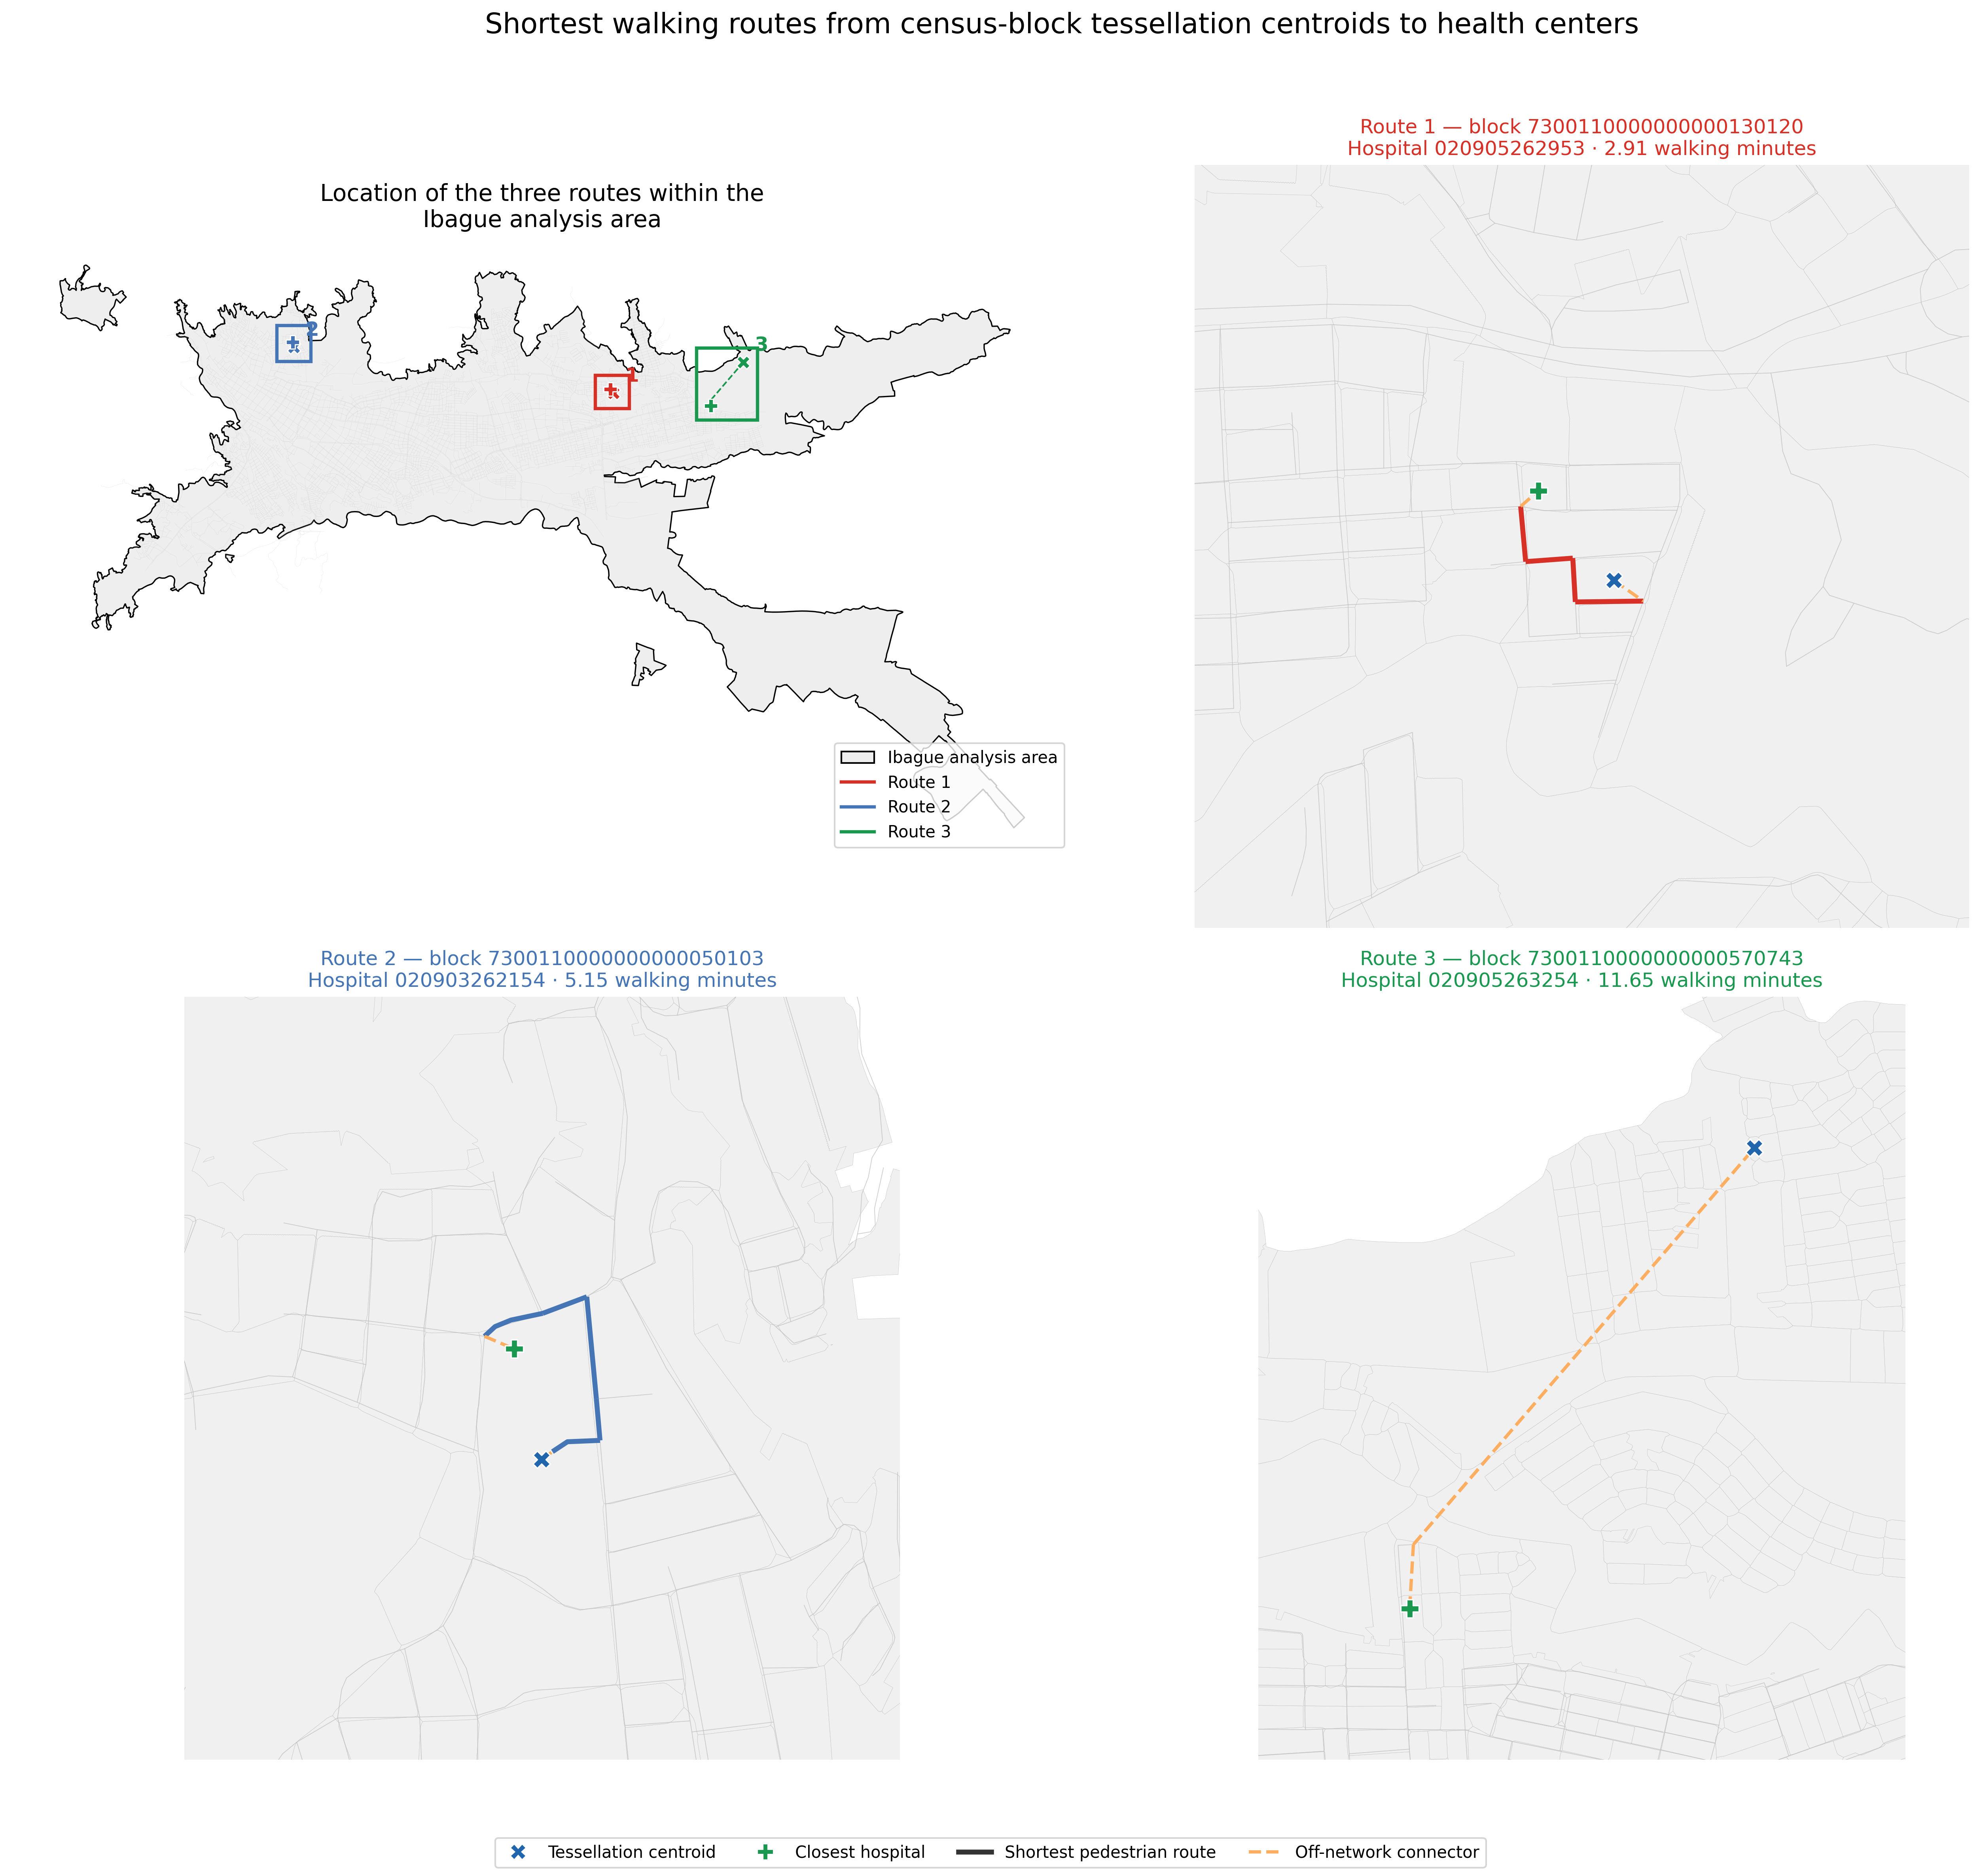 Shortest walking routes from census-block tessellation centroids to health centers
Location of the three routes within the
Ibague analysis area
2
1
3
Ibague analysis area
Route 1
Route 2
Route 3
Route 1 — block 7300110000000000130120
Hospital 020905262953 · 2.91 walking minutes
Route 2 — block 7300110000000000050103
Hospital 020903262154 · 5.15 walking minutes
Route 3 — block 7300110000000000570743
Hospital 020905263254 · 11.65 walking minutes
Tessellation centroid
Closest hospital
Shortest pedestrian route
Off-network connector